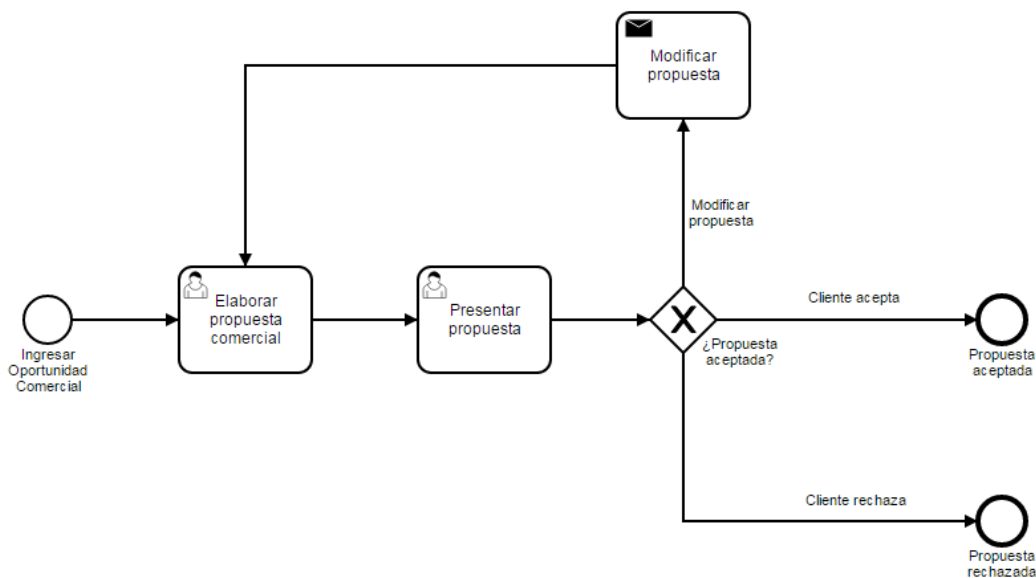 Modificar
propuesta
Modificar
propuesta
Elaborar
propuesta
comercial
Presentar
propuesta
Cliente acepta
¿Propuesta
aceptada?
Ingresar
Oportunidad
Comercial
Propuesta
aceptada
Cliente rechaza
Propuesta
rechazada